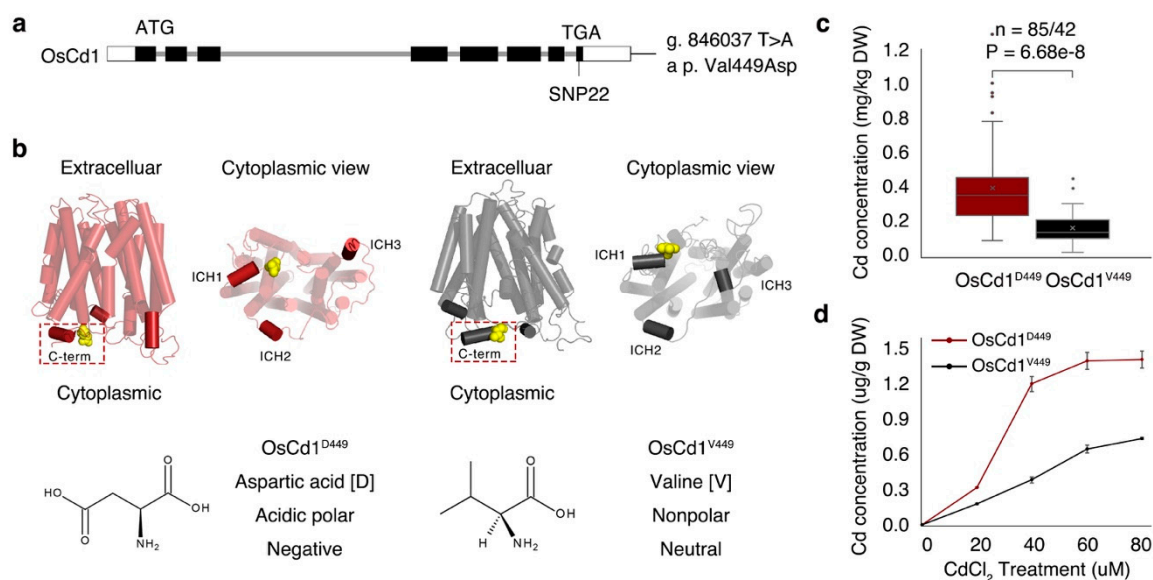 a
ATG
TGA
OsCd1
g. 846037 T>A
a p. Val449Asp
SNP22
b
Extracelluar
Cytoplasmic view
Extracelluar
Cytoplasmic view
ICH1
ICH3
ICH2
C-term
ICH1
ICH3
ICH2
C-term
Cytoplasmic
Cytoplasmic
O
HO
OH
O
NH₂
OsCd1ᴰ⁴⁴⁹
Aspartic acid [D]
Acidic polar
Negative
O
OH
H
NH₂
OsCd1ⱽ⁴⁴⁹
Valine [V]
Nonpolar
Neutral
c
n = 85/42
P = 6.68e-8
Cd concentration (mg/kg DW)
1.2
1.0
0.8
0.6
0.4
0.2
0.0
OsCd1ᴰ⁴⁴⁹ OsCd1ⱽ⁴⁴⁹
d
Cd concentration (ug/g DW)
1.5
1.2
0.9
0.6
0.3
0.0
OsCd1ᴰ⁴⁴⁹
OsCd1ⱽ⁴⁴⁹
0 20 40 60 80
CdCl₂ Treatment (uM)